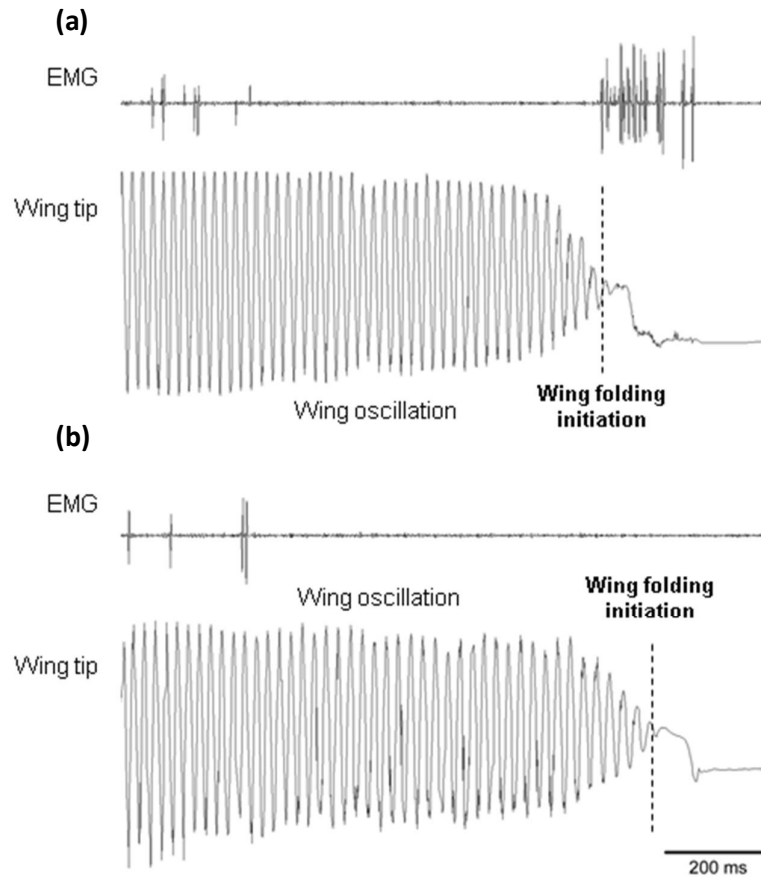 (a)
EMG
Wing tip
Wing oscillation
Wing folding
initiation
(b)
EMG
Wing oscillation
Wing folding
initiation
Wing tip
200 ms